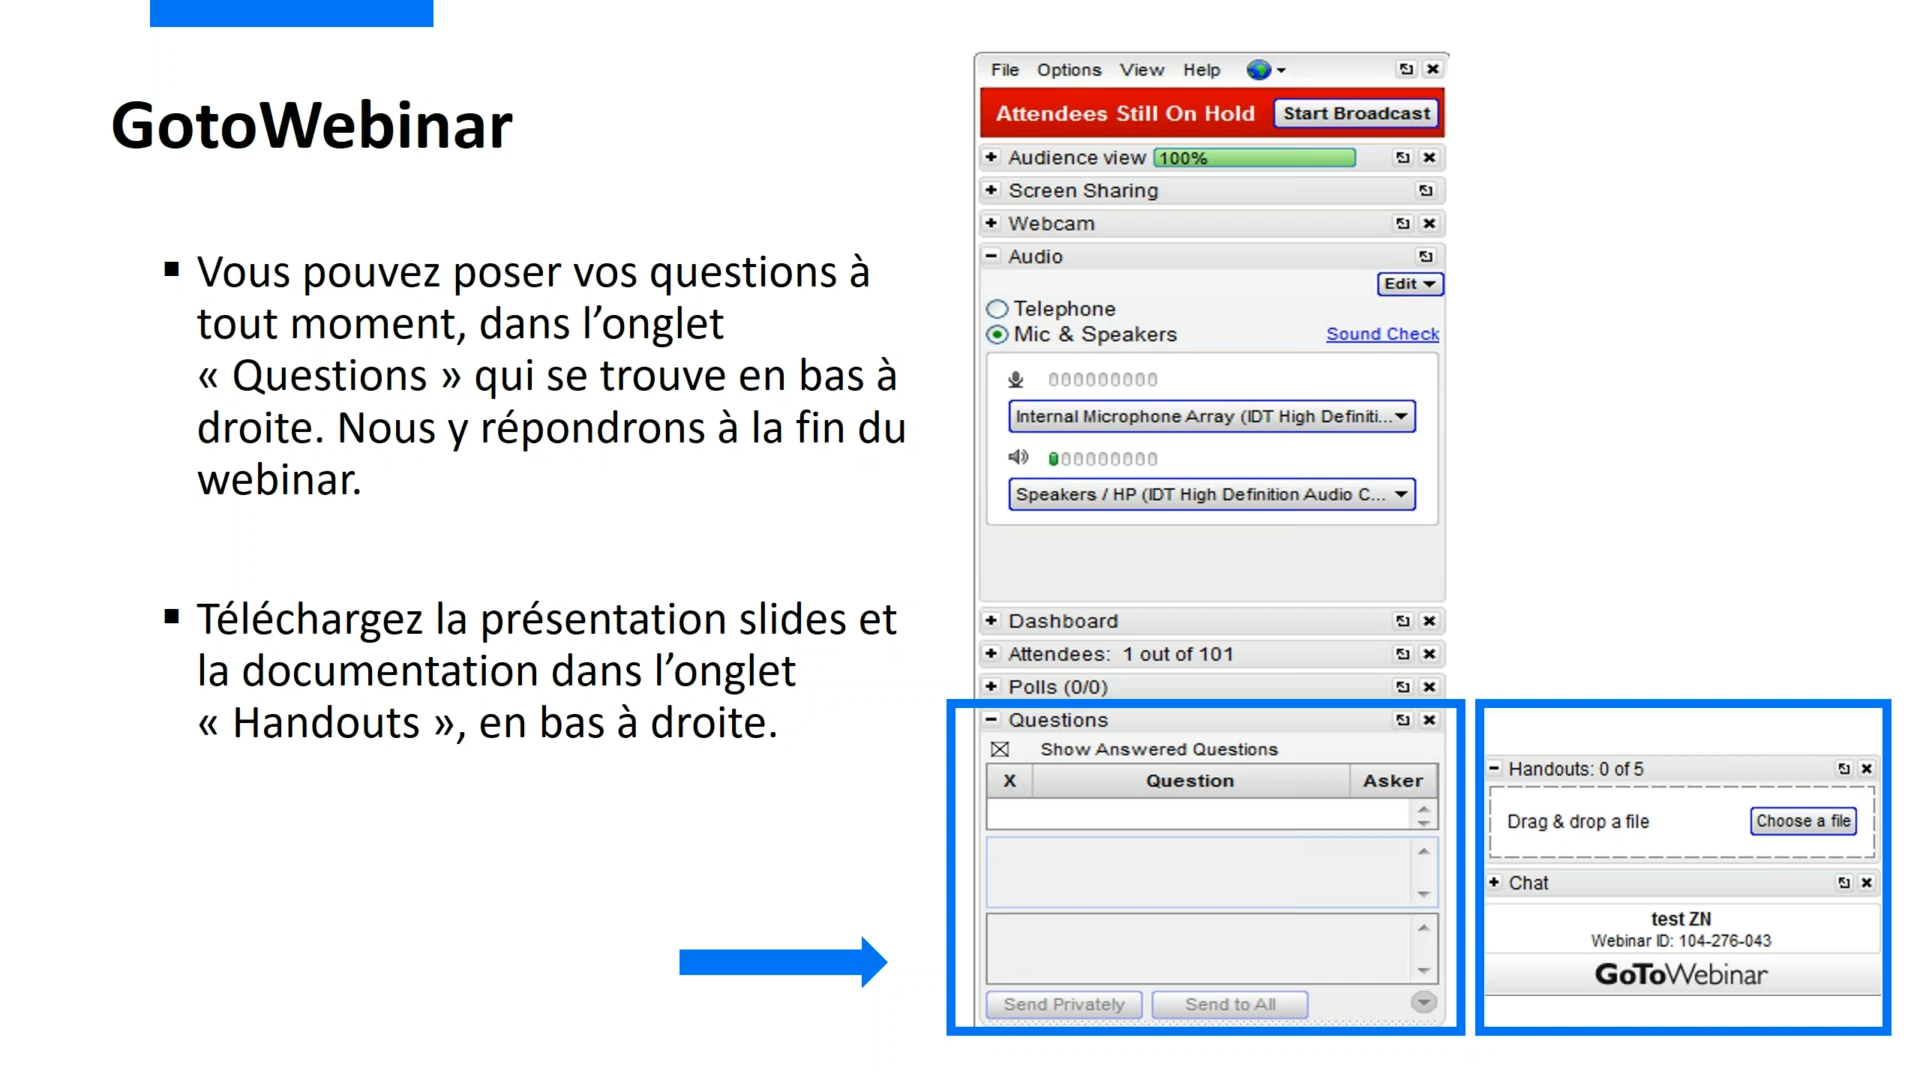 GotoWebinar
Vous pouvez poser vos questions à
tout moment, dans l’onglet
« Questions » qui se trouve en bas à
droite. Nous y répondrons à la fin du
webinar.
Téléchargez la présentation slides et
la documentation dans l’onglet
« Handouts », en bas à droite.
File Options View Help
Attendees Still On Hold Start Broadcast
Audience view 100%
Screen Sharing
Webcam
Audio
Edit
Telephone
Mic & Speakers Sound Check
Internal Microphone Array (IDT High Definiti...
Speakers / HP (IDT High Definition Audio C...
Dashboard
Attendees: 1 out of 101
Polls (0/0)
Questions
Show Answered Questions
X Question Asker
Send Privately Send to All
Handouts: 0 of 5
Drag & drop a file Choose a file
Chat
test ZN
Webinar ID: 104-276-043
GoToWebinar